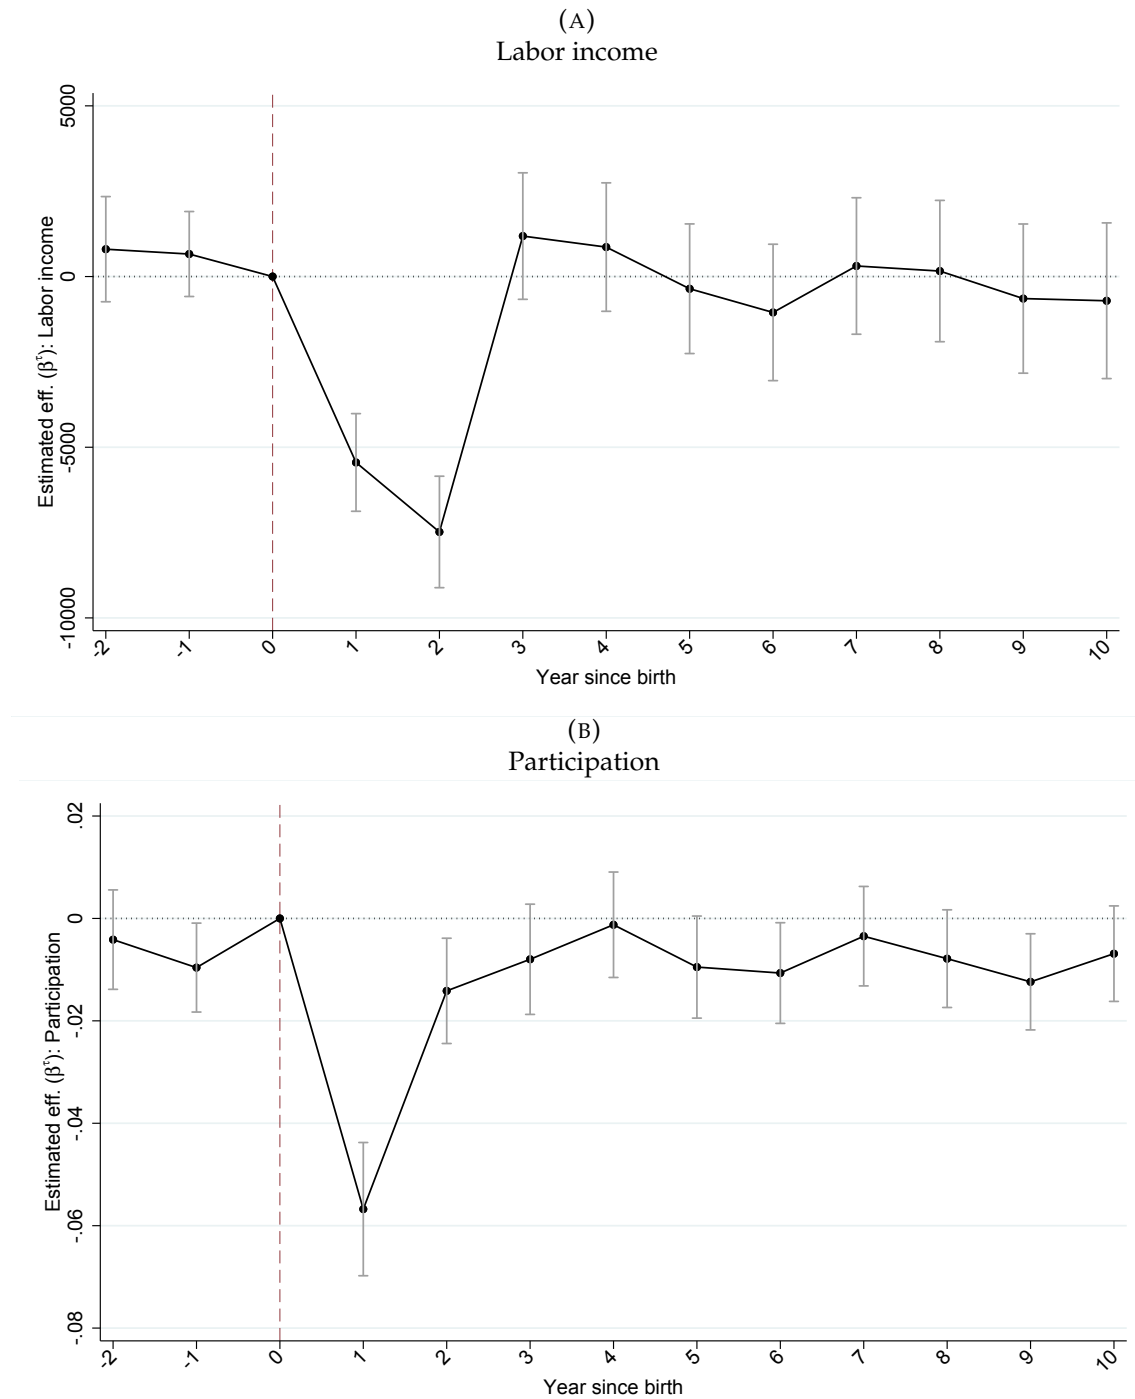 (A)
Labor income
5000
0
-5000
-10000
Estimated eff. (βᵗ): Labor income
-2 -1 0 1 2 3 4 5 6 7 8 9 10
Year since birth
(B)
Participation
.02
0
-.02
-.04
-.06
-.08
Estimated eff. (βᵗ): Participation
-2 -1 0 1 2 3 4 5 6 7 8 9 10
Year since birth